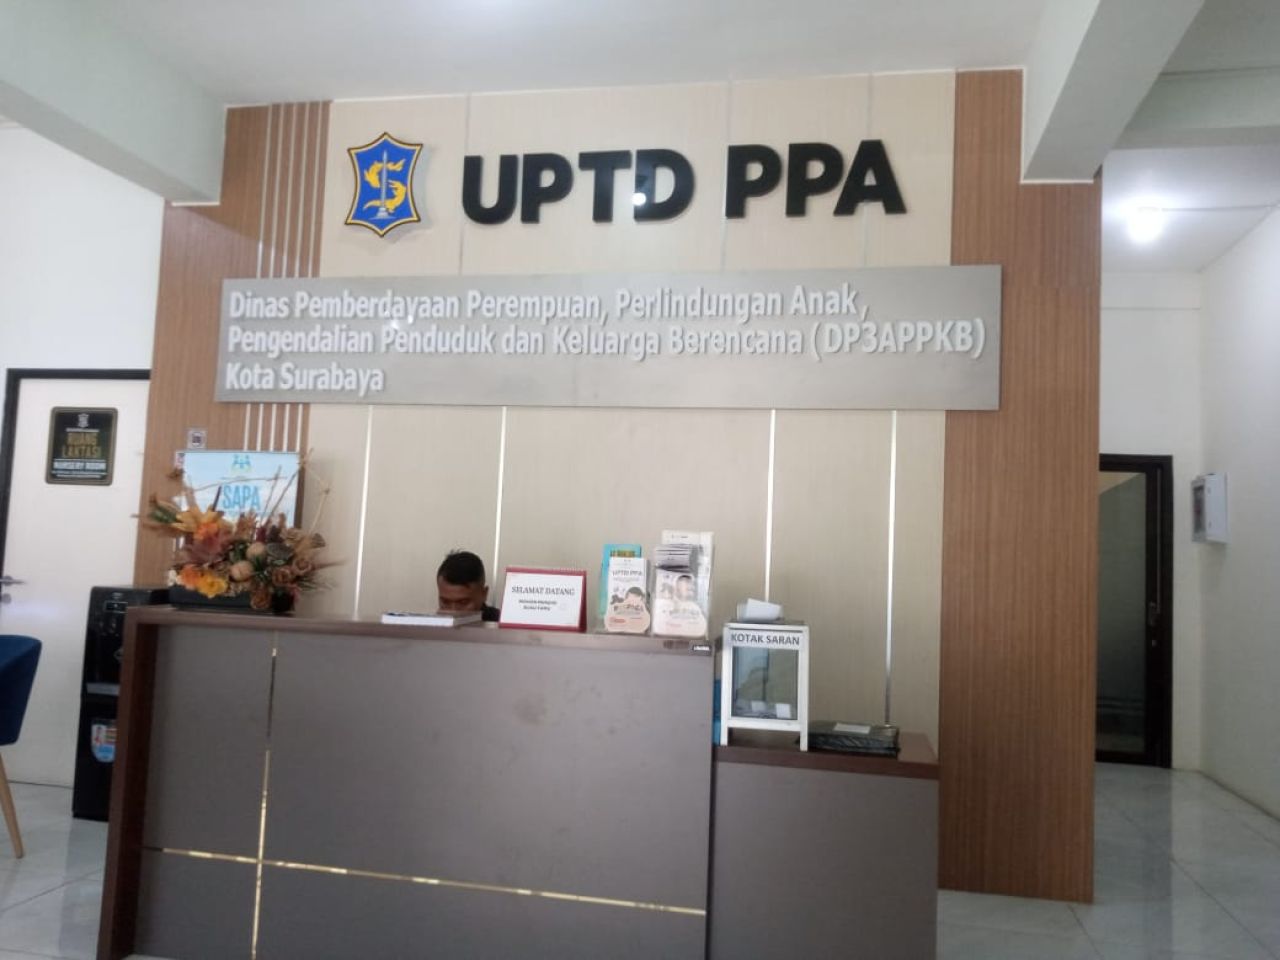 UPTD PPA
Dinas Pemberdayaan Perempuan, Perlindungan Anak,
Pengendalian Penduduk dan Keluarga Berencana (DP3APPKB)
Kota Surabaya
RUANG
LAKTASI
NURSERY ROOM
SAPA
SELAMAT DATANG
UPTD PPA
KOTAK SARAN